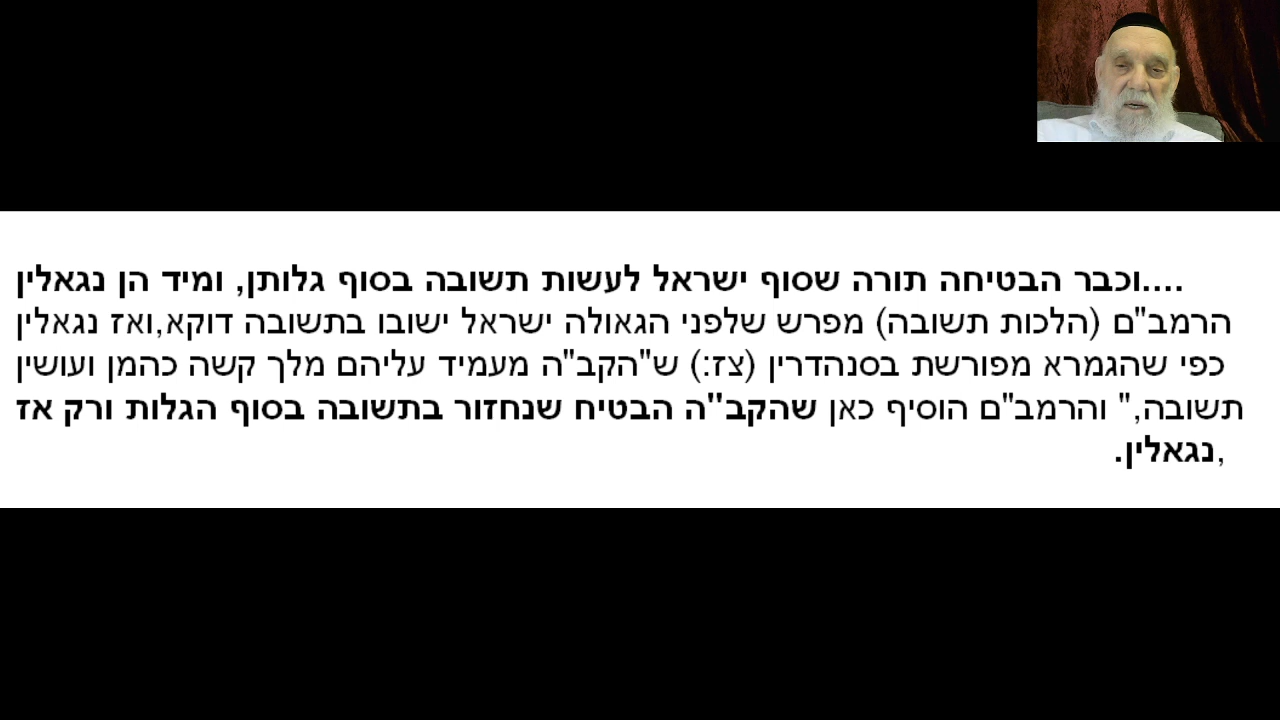 ....וכבר הבטיחה תורה שסוף ישראל לעשות תשובה בסוף גלותן, ומיד הן נגאלין
הרמב"ם (הלכות תשובה) מפרש שלפני הגאולה ישראל ישובו בתשובה דוקא,ואז נגאלין
כפי שהגמרא מפורשת בסנהדרין (צז:) ש"הקב"ה מעמיד עליהם מלך קשה כהמן ועושין
תשובה," והרמב"ם הוסיף כאן שהקב"ה הבטיח שנחזור בתשובה בסוף הגלות ורק אז
,נגאלין.